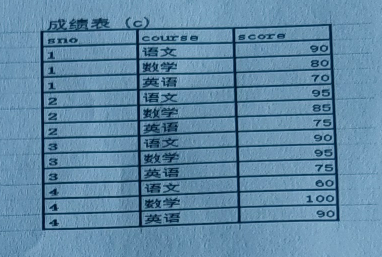 成绩表 (c)
sno course score
1 语文 90
1 数学 80
1 英语 70
2 语文 95
2 数学 85
2 英语 75
3 语文 90
3 数学 95
3 英语 75
4 语文 60
4 数学 100
4 英语 90